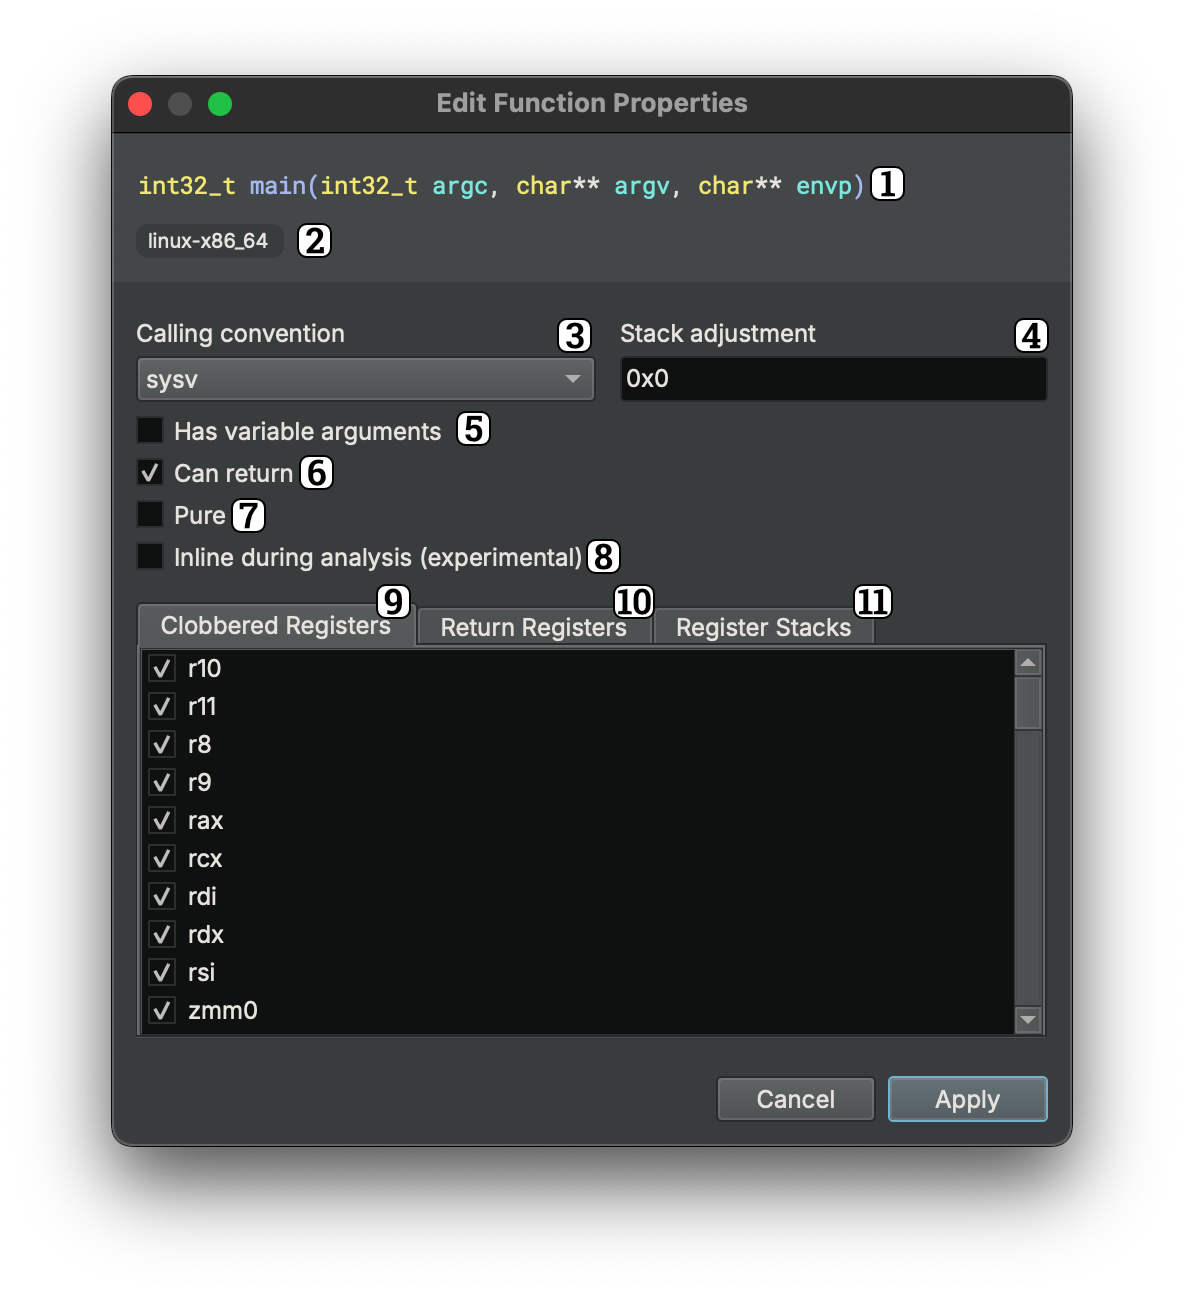 Edit Function Properties
int32_t main(int32_t argc, char** argv, char** envp) 1
linux-x86_64 2
Calling convention 3 Stack adjustment 4
sysv 0x0
Has variable arguments 5
Can return 6
Pure 7
Inline during analysis (experimental) 8
Clobbered Registers 9 Return Registers 10 Register Stacks 11
r10
r11
r8
r9
rax
rcx
rdi
rdx
rsi
zmm0
Cancel Apply